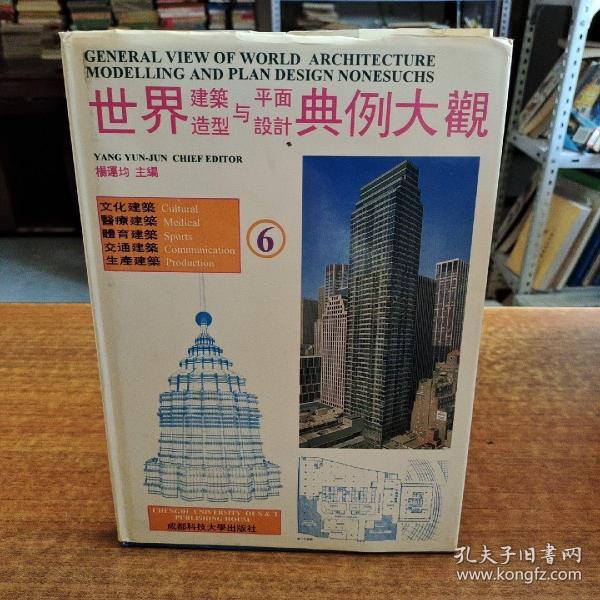 GENERAL VIEW OF WORLD ARCHITECTURE
MODELLING AND PLAN DESIGN NONESUCHS
世界建築造型与平面設計典例大觀
YANG YUN-JUN CHIEF EDITOR
楊運均 主編
文化建築 Cultural
醫療建築 Medical
體育建築 Sports
交通建築 Communication
生產建築 Production
6
CHENGDU UNIVERSITY OF S & T
PUBLISHING HOUSE
成都科技大學出版社
孔夫子旧書网
www.kongfz.com